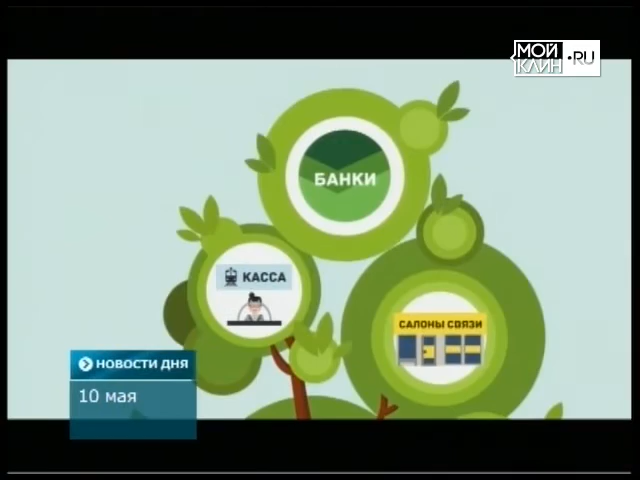 МОЙ
КЛИН
.RU
БАНКИ
КАССА
САЛОНЫ СВЯЗИ
НОВОСТИ ДНЯ
10 мая